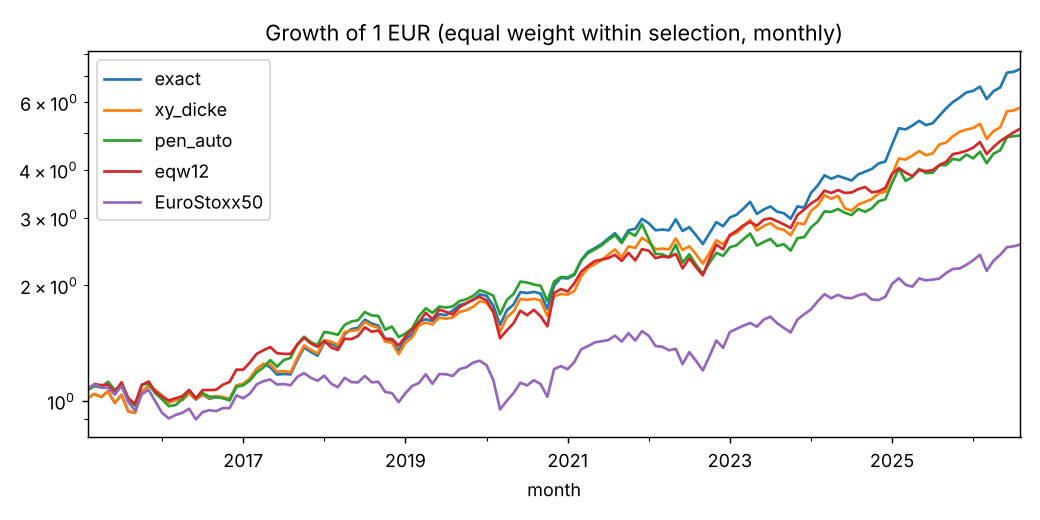 Growth of 1 EUR (equal weight within selection, monthly)
exact
xy_dicke
pen_auto
eqw12
EuroStoxx50
6 × 10⁰
4 × 10⁰
3 × 10⁰
2 × 10⁰
10⁰
2017 2019 2021 2023 2025
month